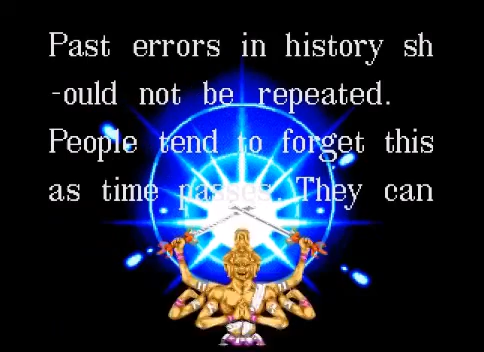 Past errors in history sh
-ould not be repeated.
People tend to forget this
as time passes.They can